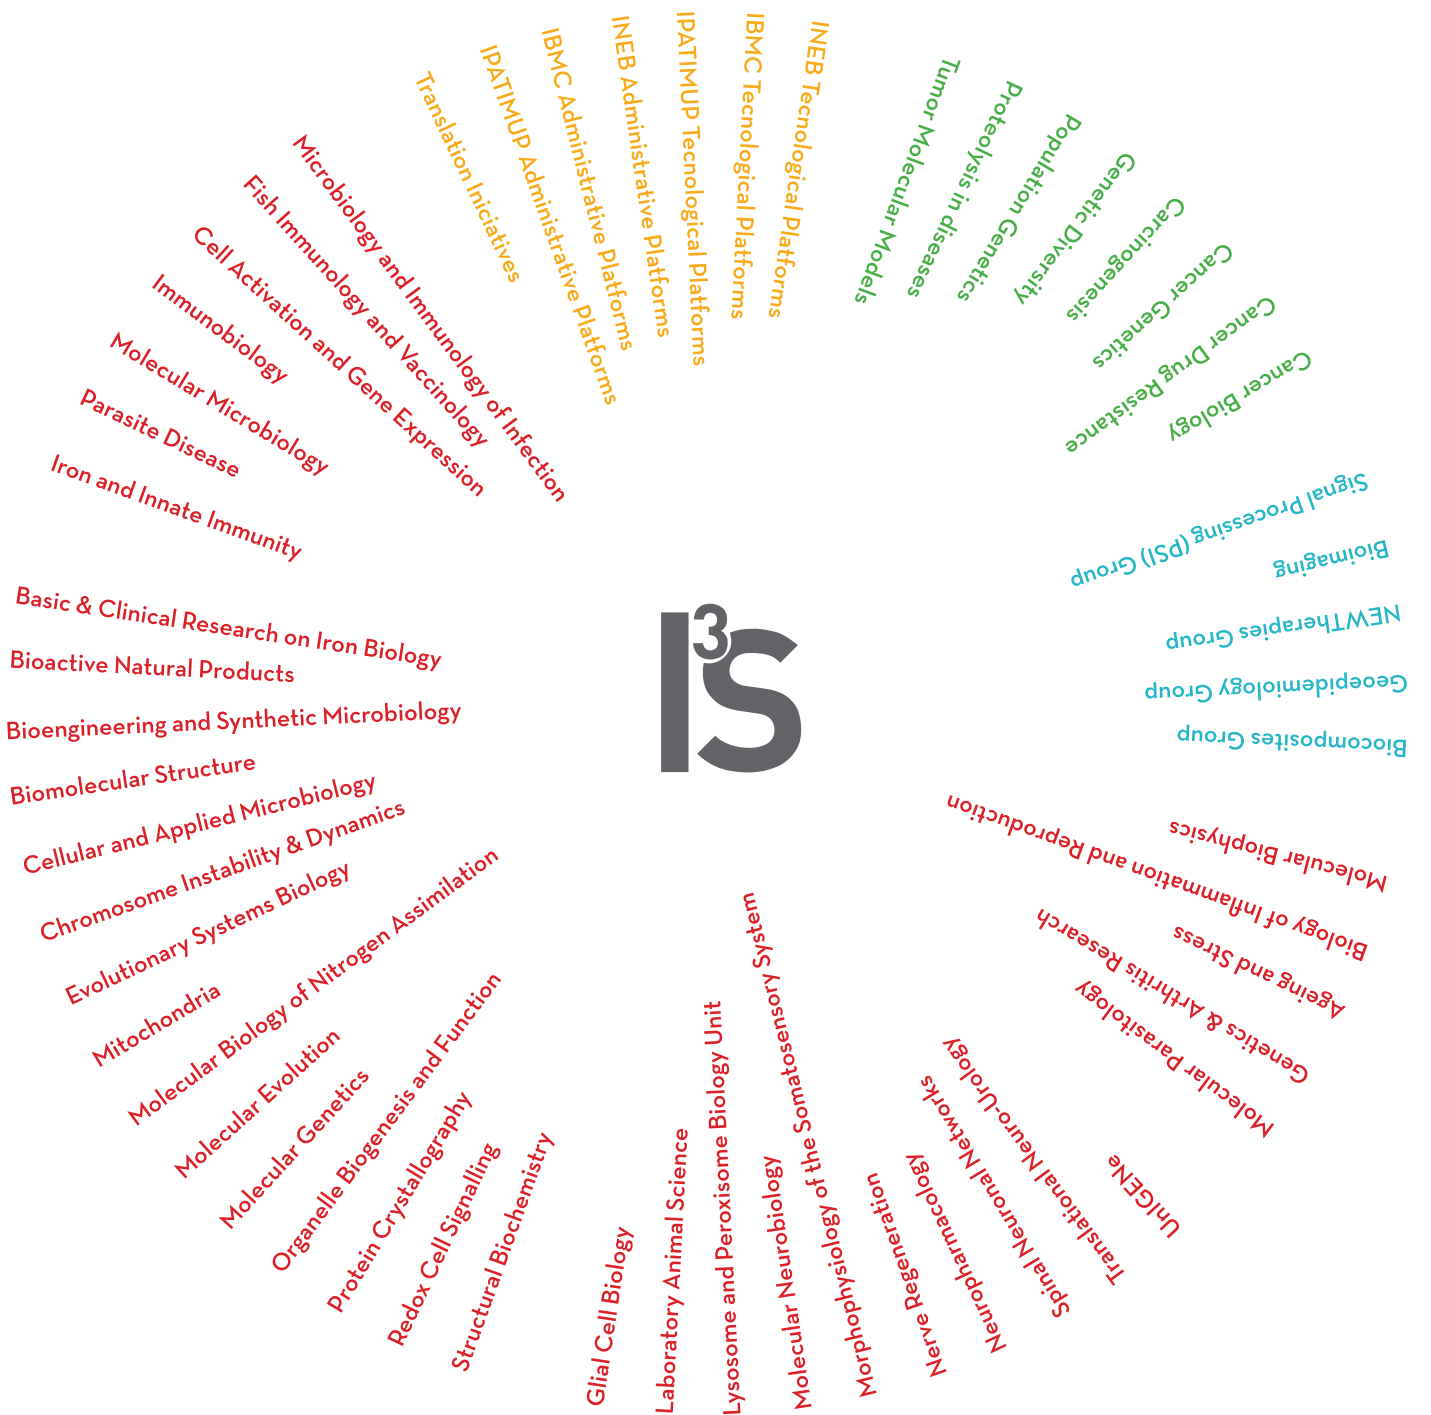 Translation Iniciatives
IPATIMUP Administrative Platforms
IBMC Administrative Platforms
INEB Administrative Platforms
IPATIMUP Tecnological Platforms
IBMC Tecnological Platforms
INEB Tecnological Platforms
Tumor Molecular Models
Proteolysis in diseases
Population Genetics
Genetic Diversity
Carcinogenesis
Cancer Genetics
Cancer Drug Resistance
Cancer Biology
Signal Processing (PSI) Group
Bioimaging
NEWTherapies Group
Geoepidemiology Group
Biocomposites Group
Molecular Biophysics
Biology of Inflammation and Reproduction
Ageing and Stress
Genetics & Arthritis Research
Molecular Parasitology
UnIGENe
Translational Neuro-Urology
Spinal Neuronal Networks
Neuropharmacology
Nerve Regeneration
Morphophysiology of the Somatosensory System
Molecular Neurobiology
Lysosome and Peroxisome Biology Unit
Laboratory Animal Science
Glial Cell Biology
Structural Biochemistry
Redox Cell Signalling
Protein Crystallography
Organelle Biogenesis and Function
Molecular Genetics
Molecular Evolution
Molecular Biology of Nitrogen Assimilation
Mitochondria
Evolutionary Systems Biology
Chromosome Instability & Dynamics
Cellular and Applied Microbiology
Biomolecular Structure
Bioengineering and Synthetic Microbiology
Bioactive Natural Products
Basic & Clinical Research on Iron Biology
Iron and Innate Immunity
Parasite Disease
Molecular Microbiology
Immunobiology
Cell Activation and Gene Expression
Fish Immunology and Vaccinology
Microbiology and Immunology of Infection
I3S